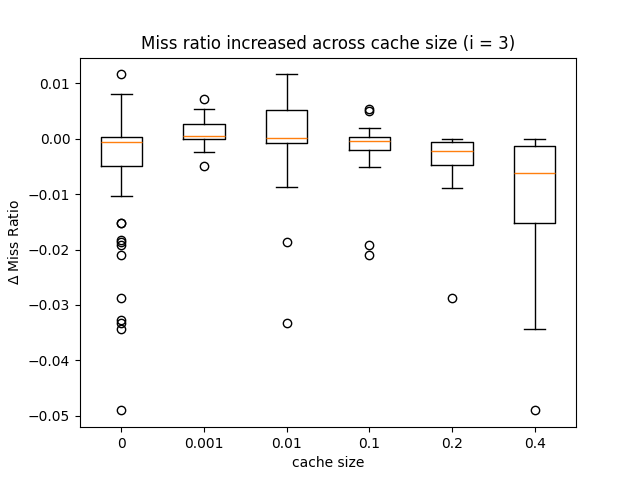 Miss ratio increased across cache size (i = 3)
Δ Miss Ratio
0.01
0.00
−0.01
−0.02
−0.03
−0.04
−0.05
0 0.001 0.01 0.1 0.2 0.4
cache size